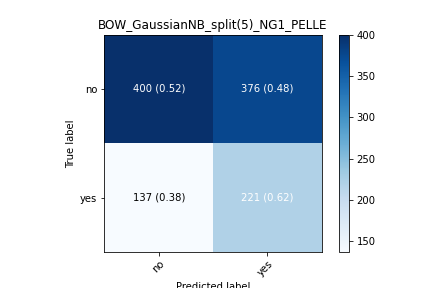 BOW_GaussianNB_split(5)_NG1_PELLE
400 (0.52) 376 (0.48)
137 (0.38) 221 (0.62)
no
yes
True label
no
yes
Predicted label
400
350
300
250
200
150